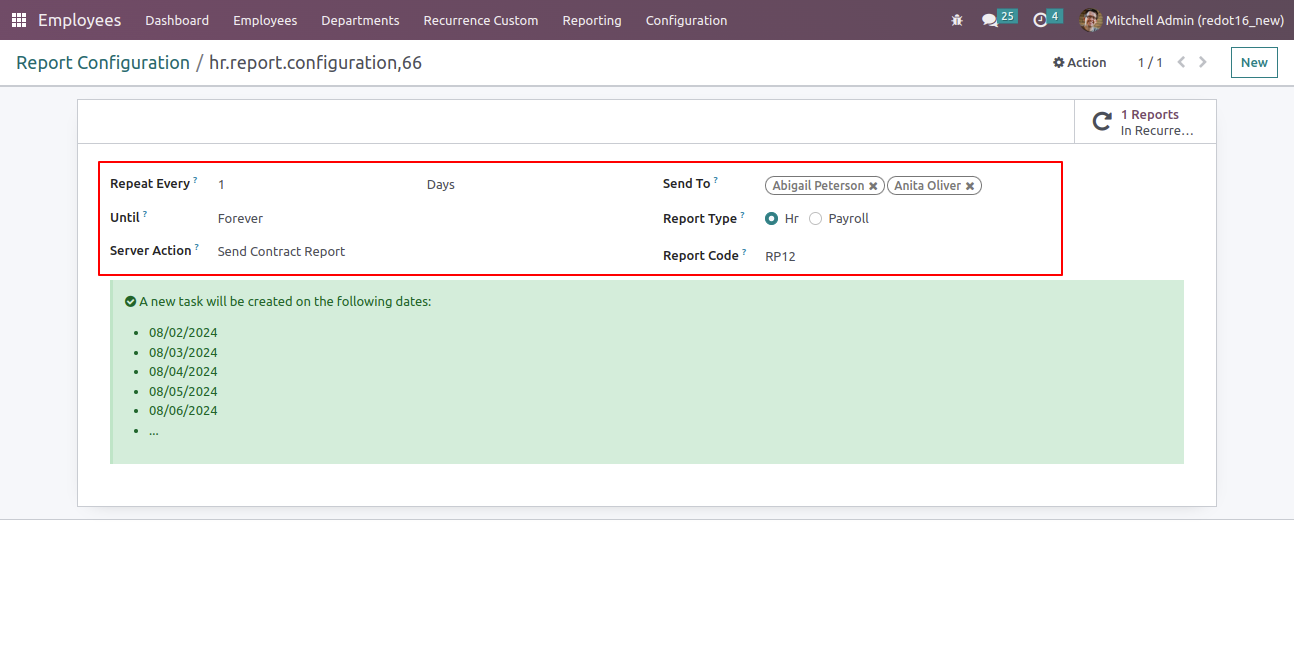 Employees Dashboard Employees Departments Recurrence Custom Reporting Configuration 25 4 Mitchell Admin (redot16_new)
Report Configuration / hr.report.configuration,66 Action 1 / 1 New
1 Reports
In Recurre...
Repeat Every ? 1 Days Send To ? Abigail Peterson ✖ Anita Oliver ✖
Until ? Forever Report Type ? Hr Payroll
Server Action ? Send Contract Report Report Code ? RP12
A new task will be created on the following dates:
• 08/02/2024
• 08/03/2024
• 08/04/2024
• 08/05/2024
• 08/06/2024
• ...